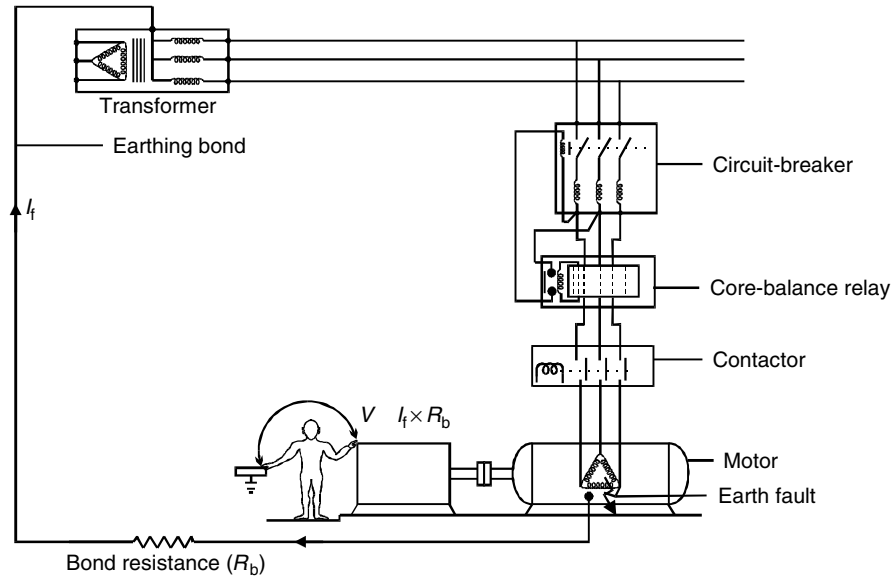 Transformer
Earthing bond
Circuit-breaker
I_f
Core-balance relay
Contactor
V I_f × R_b
Motor
Earth fault
Bond resistance (R_b)